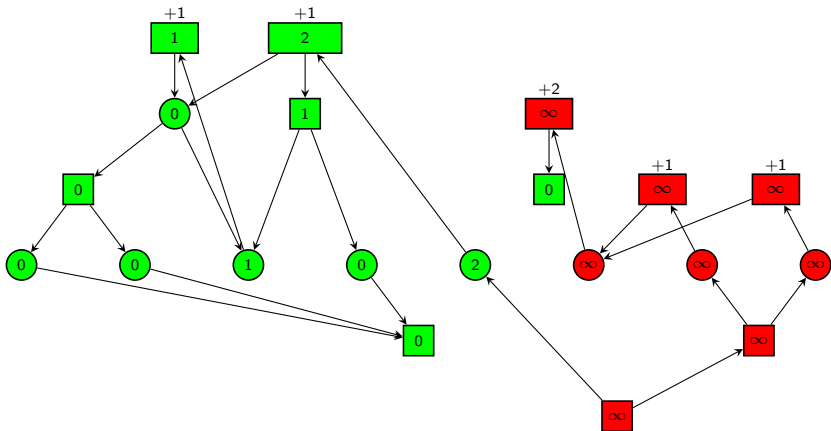 +1 +1
1 2
+2
0 1 ∞
+1 +1
0 0 ∞ ∞
0 0 1 0 2 ∞ ∞ ∞
0 ∞
∞